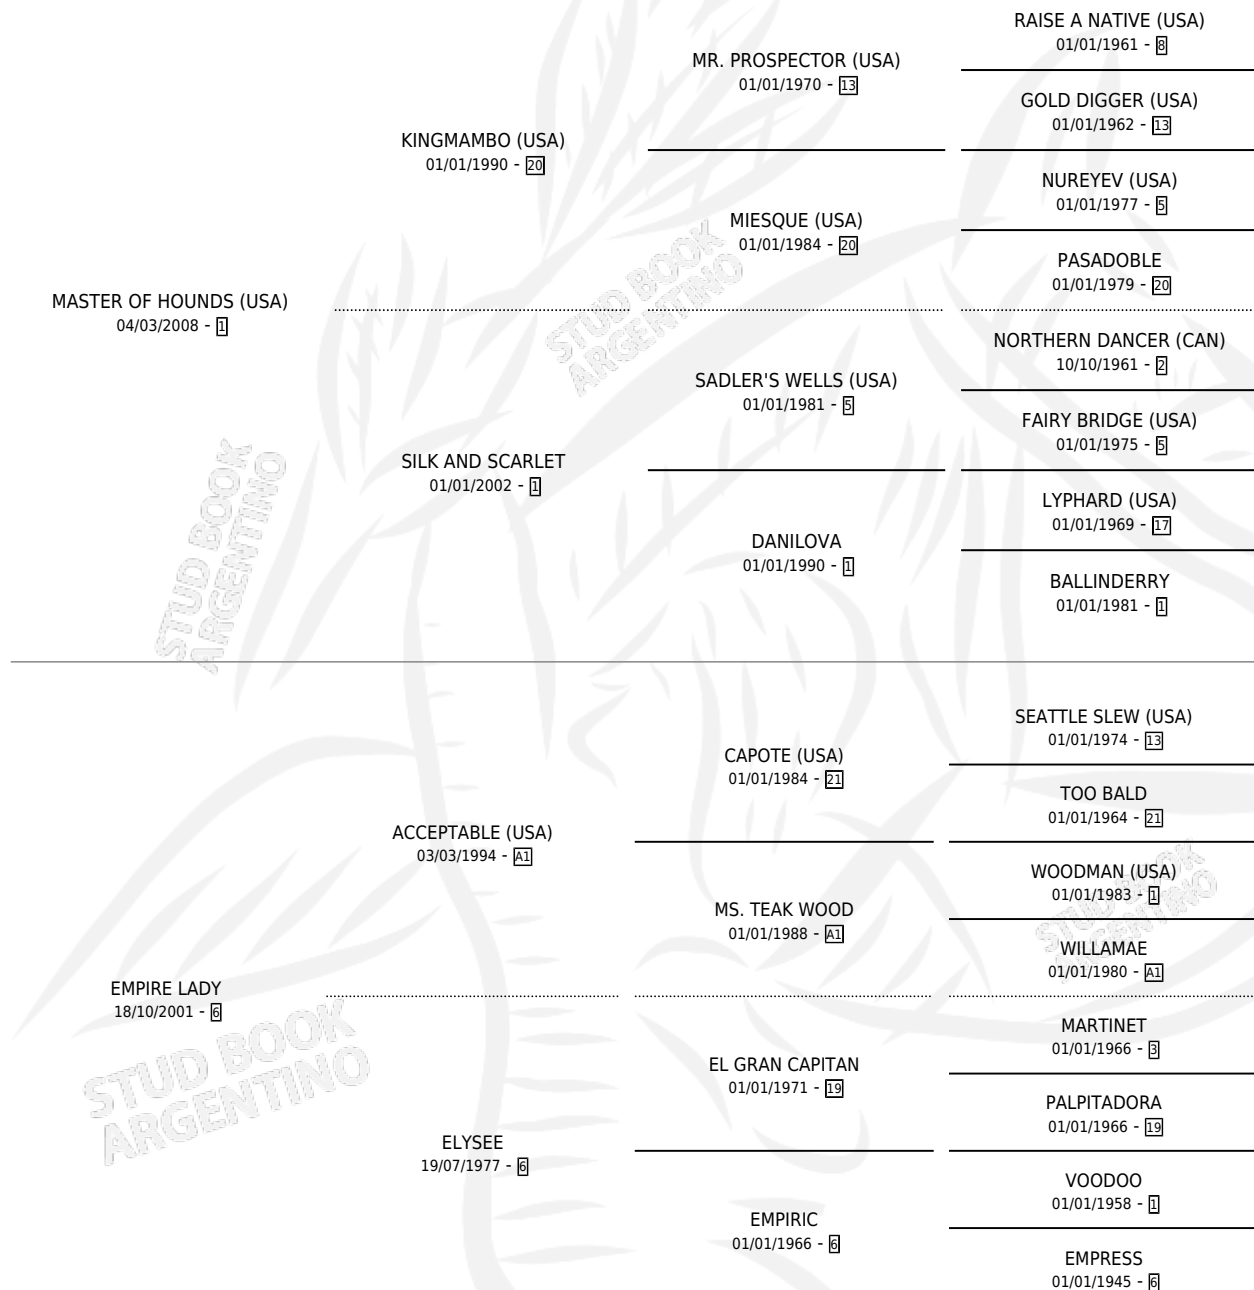 RAISE A NATIVE (USA)
01/01/1961 - 8
MR. PROSPECTOR (USA)
01/01/1970 - 13
GOLD DIGGER (USA)
01/01/1962 - 13
KINGMAMBO (USA)
01/01/1990 - 20
NUREYEV (USA)
01/01/1977 - 5
MIESQUE (USA)
01/01/1984 - 20
PASADOBLE
01/01/1979 - 20
MASTER OF HOUNDS (USA)
04/03/2008 - 1
NORTHERN DANCER (CAN)
10/10/1961 - 2
SADLER'S WELLS (USA)
01/01/1981 - 5
FAIRY BRIDGE (USA)
01/01/1975 - 5
SILK AND SCARLET
01/01/2002 - 1
LYPHARD (USA)
01/01/1969 - 17
DANILOVA
01/01/1990 - 1
BALLINDERRY
01/01/1981 - 1
SEATTLE SLEW (USA)
01/01/1974 - 13
CAPOTE (USA)
01/01/1984 - 21
TOO BALD
01/01/1964 - 21
ACCEPTABLE (USA)
03/03/1994 - A1
WOODMAN (USA)
01/01/1983 - 1
MS. TEAK WOOD
01/01/1988 - A1
WILLAMAE
01/01/1980 - A1
EMPIRE LADY
18/10/2001 - 6
MARTINET
01/01/1966 - 3
EL GRAN CAPITAN
01/01/1971 - 19
PALPITADORA
01/01/1966 - 19
ELYSEE
19/07/1977 - 6
VOODOO
01/01/1958 - 1
EMPIRIC
01/01/1966 - 6
EMPRESS
01/01/1945 - 6
STUD BOOK
ARGENTINO
STUD BOOK
ARGENTINO
STUD BOOK
ARGENTINO
STUD BOOK
ARGENTINO